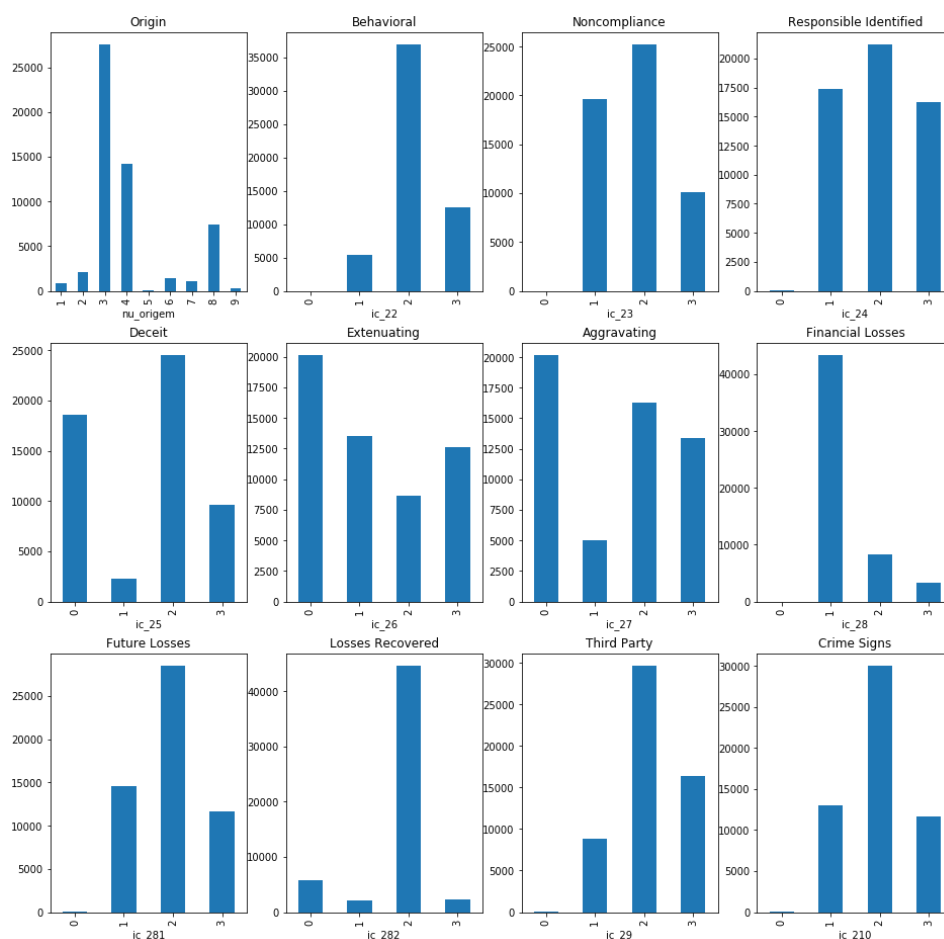 Origin
25000
20000
15000
10000
5000
0
1 2 3 4 5 6 7 8 9
nu_origem
Behavioral
35000
30000
25000
20000
15000
10000
5000
0
0 1 2 3
ic_22
Noncompliance
25000
20000
15000
10000
5000
0
0 1 2 3
ic_23
Responsible Identified
20000
17500
15000
12500
10000
7500
5000
2500
0
0 1 2 3
ic_24
Deceit
25000
20000
15000
10000
5000
0
0 1 2 3
ic_25
Extenuating
20000
17500
15000
12500
10000
7500
5000
2500
0
0 1 2 3
ic_26
Aggravating
20000
17500
15000
12500
10000
7500
5000
2500
0
0 1 2 3
ic_27
Financial Losses
40000
30000
20000
10000
0
0 1 2 3
ic_28
Future Losses
25000
20000
15000
10000
5000
0
0 1 2 3
ic_281
Losses Recovered
40000
30000
20000
10000
0
0 1 2 3
ic_282
Third Party
30000
25000
20000
15000
10000
5000
0
0 1 2 3
ic_29
Crime Signs
30000
25000
20000
15000
10000
5000
0
0 1 2 3
ic_210